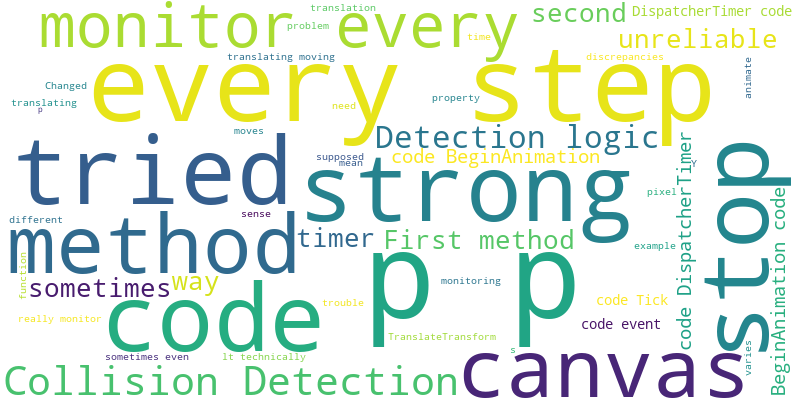 translation
monitor every
second
DispatcherTimer code
problem
time
unreliable
translating moving
discrepancies
every step
Changed
animate
translating
need
property
p
moves
tried
Detection logic
code BeginAnimation
supposed
mean
strong
Y
pixel
code DispatcherTimer
stop
BeginAnimation code
different
sense
method
timer
First method
example
function
sometimes
way
p p
monitoring
code
trouble
code Tick
really monitor
code event
TranslateTransform
s
sometimes even
lt technically
canvas
varies
Collision Detection